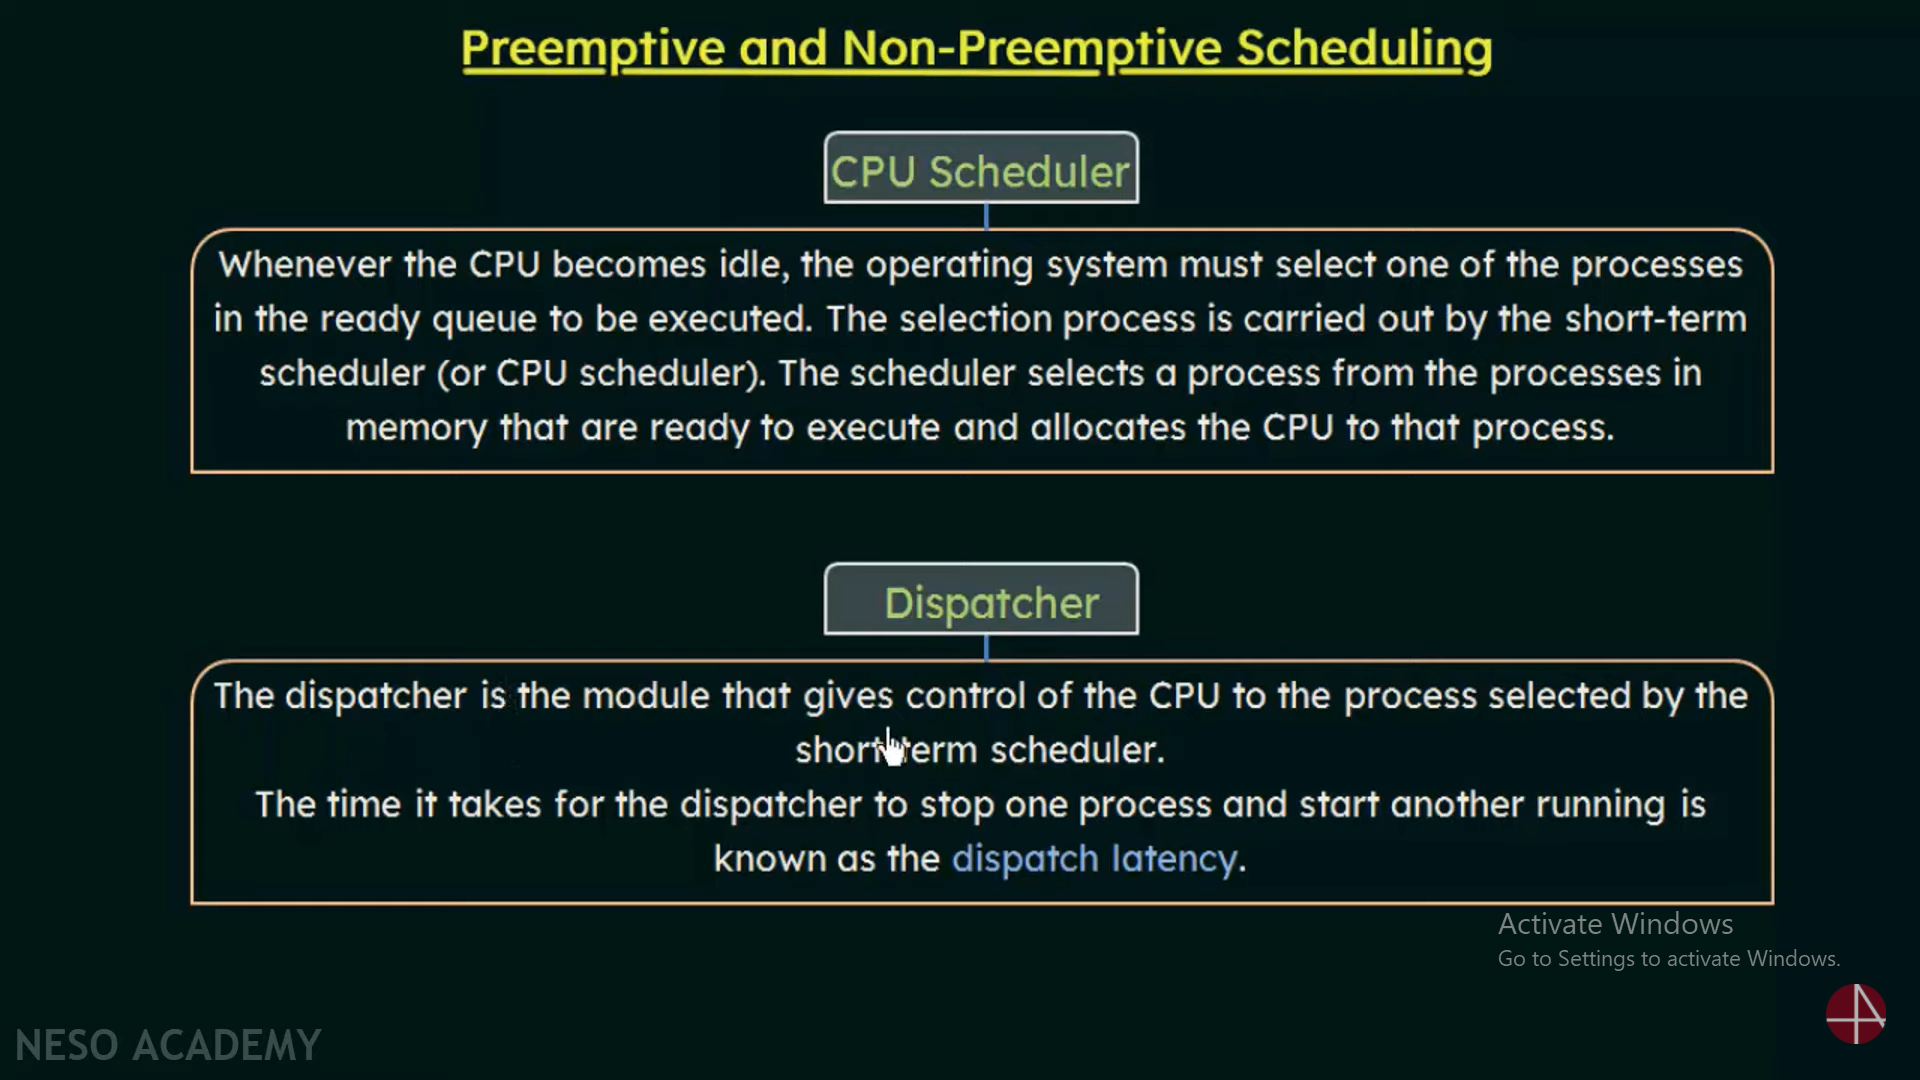 Preemptive and Non-Preemptive Scheduling
CPU Scheduler
Whenever the CPU becomes idle, the operating system must select one of the processes
in the ready queue to be executed. The selection process is carried out by the short-term
scheduler (or CPU scheduler). The scheduler selects a process from the processes in
memory that are ready to execute and allocates the CPU to that process.
Dispatcher
The dispatcher is the module that gives control of the CPU to the process selected by the
short-term scheduler.
The time it takes for the dispatcher to stop one process and start another running is
known as the dispatch latency.
Activate Windows
Go to Settings to activate Windows.
NESO ACADEMY